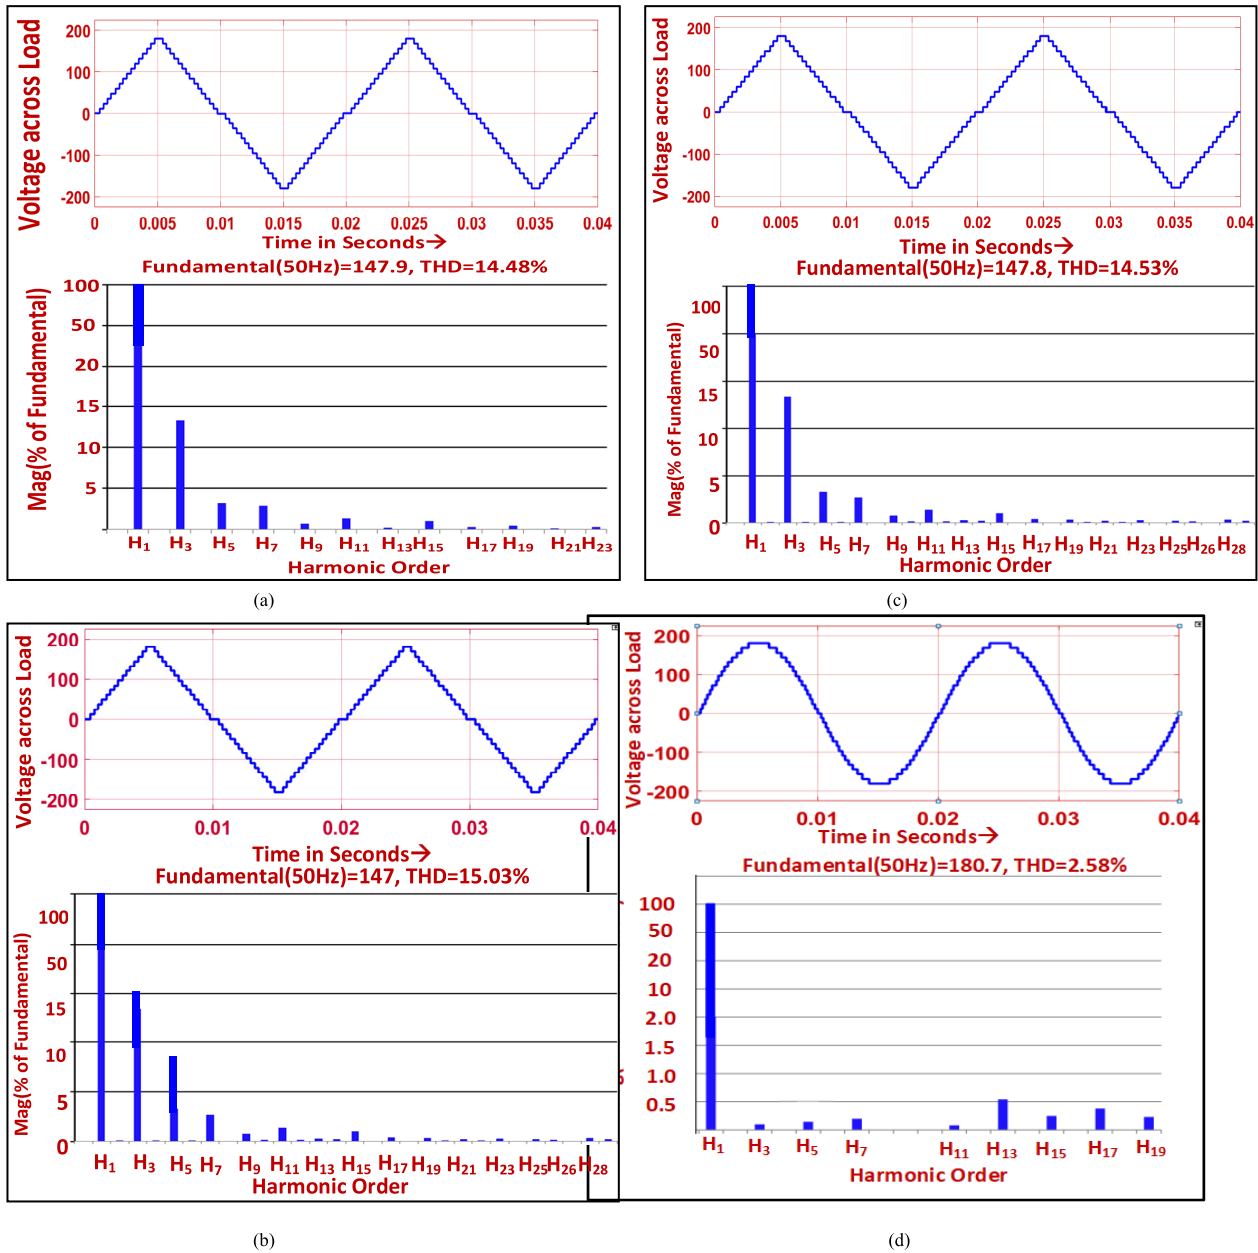 Voltage across Load
200
100
0
-100
-200
0 0.005 0.01 0.015 0.02 0.025 0.03 0.035 0.04
Time in Seconds→
Fundamental(50Hz)=147.9, THD=14.48%
Mag(% of Fundamental)
100
50
20
15
10
5
H1 H3 H5 H7 H9 H11 H13 H15 H17 H19 H21 H23
Harmonic Order
(a)
Voltage across Load
200
100
0
-100
-200
0 0.005 0.01 0.015 0.02 0.025 0.03 0.035 0.04
Time in Seconds→
Fundamental(50Hz)=147.8, THD=14.53%
Mag(% of Fundamental)
100
50
15
10
5
0
H1 H3 H5 H7 H9 H11 H13 H15 H17 H19 H21 H23 H25 H26 H28
Harmonic Order
(c)
Voltage across Load
200
100
0
-100
-200
0 0.01 0.02 0.03 0.04
Time in Seconds→
Fundamental(50Hz)=147, THD=15.03%
Mag(% of Fundamental)
100
50
15
10
5
0
H1 H3 H5 H7 H9 H11 H13 H15 H17 H19 H21 H23 H25 H26 H28
Harmonic Order
(b)
Voltage across Load
200
100
0
-100
-200
0 0.01 0.02 0.03 0.04
Time in Seconds→
Fundamental(50Hz)=180.7, THD=2.58%
100
50
20
10
2.0
1.5
1.0
0.5
H1 H3 H5 H7 H11 H13 H15 H17 H19
Harmonic Order
(d)